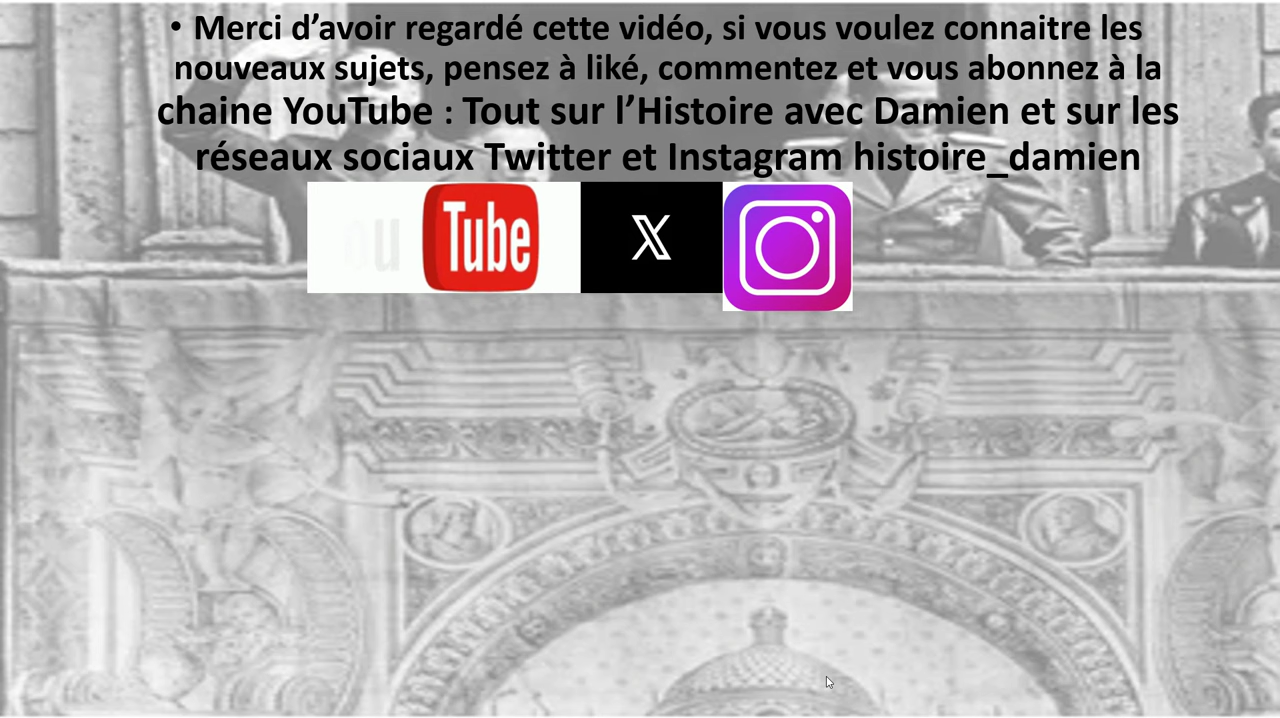 • Merci d’avoir regardé cette vidéo, si vous voulez connaitre les
nouveaux sujets, pensez à liké, commentez et vous abonnez à la
chaine YouTube : Tout sur l’Histoire avec Damien et sur les
réseaux sociaux Twitter et Instagram histoire_damien
ou Tube X